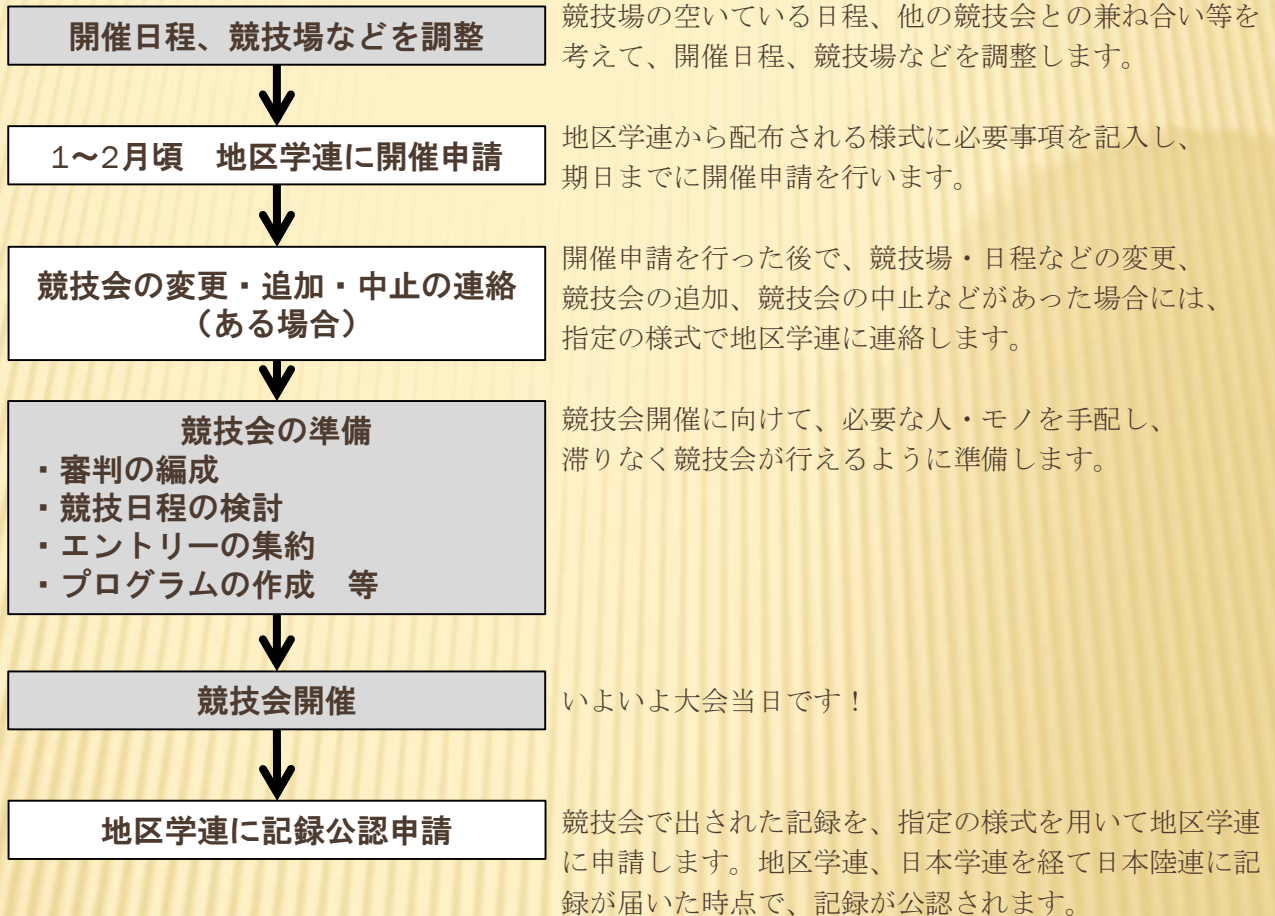 開催日程、競技場などを調整
競技場の空いている日程、他の競技会との兼ね合い等を
考えて、開催日程、競技場などを調整します。
1～2月頃　地区学連に開催申請
地区学連から配布される様式に必要事項を記入し、
期日までに開催申請を行います。
競技会の変更・追加・中止の連絡
（ある場合）
開催申請を行った後で、競技場・日程などの変更、
競技会の追加、競技会の中止などがあった場合には、
指定の様式で地区学連に連絡します。
競技会の準備
・審判の編成
・競技日程の検討
・エントリーの集約
・プログラムの作成　等
競技会開催に向けて、必要な人・モノを手配し、
滞りなく競技会が行えるように準備します。
競技会開催
いよいよ大会当日です！
地区学連に記録公認申請
競技会で出された記録を、指定の様式を用いて地区学連
に申請します。地区学連、日本学連を経て日本陸連に記
録が届いた時点で、記録が公認されます。